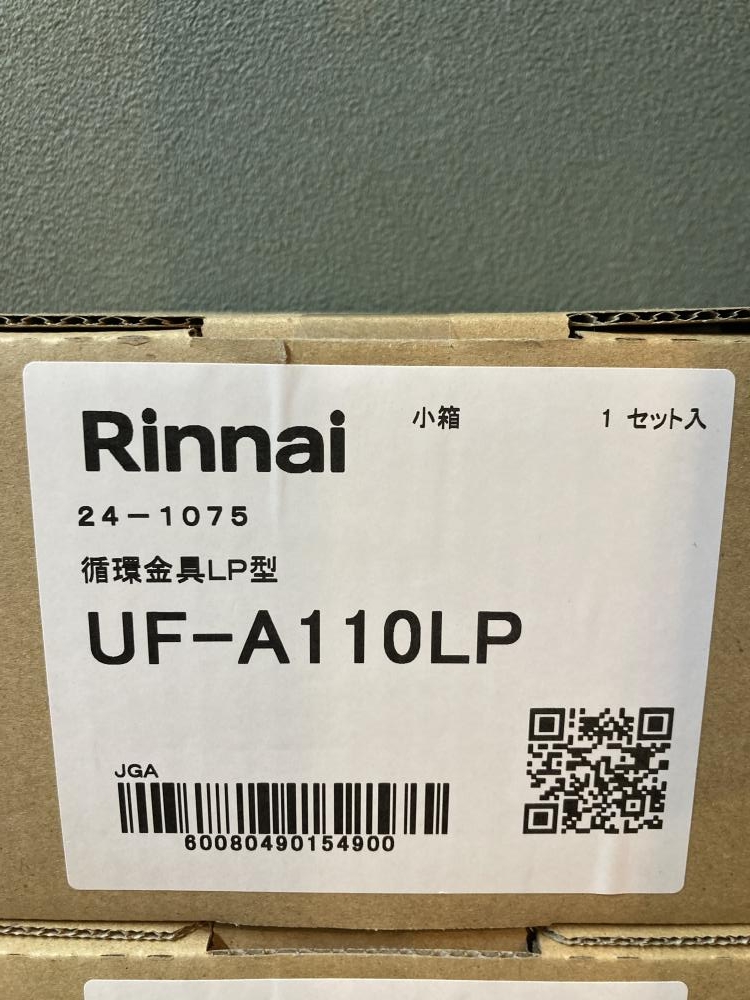 Rinnai 小箱 1 セット入
24-1075
循環金具LP型
UF-A110LP
JGA
60080490154900